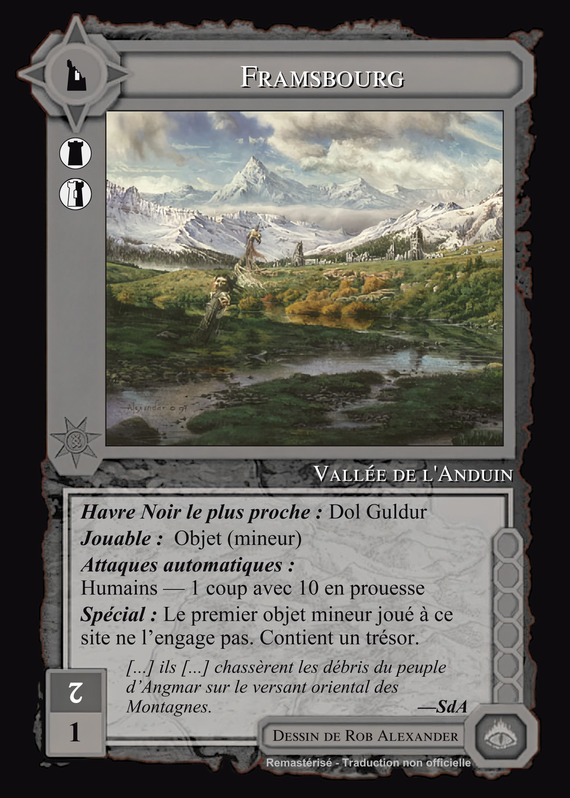 Framsbourg
Alexander © 97
Vallée de l'Anduin
Havre Noir le plus proche : Dol Guldur
Jouable : Objet (mineur)
Attaques automatiques :
Humains — 1 coup avec 10 en prouesse
Spécial : Le premier objet mineur joué à ce
site ne l'engage pas. Contient un trésor.
[...] ils [...] chassèrent les débris du peuple
d'Angmar sur le versant oriental des
Montagnes.
—SdA
2
1
Dessin de Rob Alexander
Remastérisé - Traduction non officielle